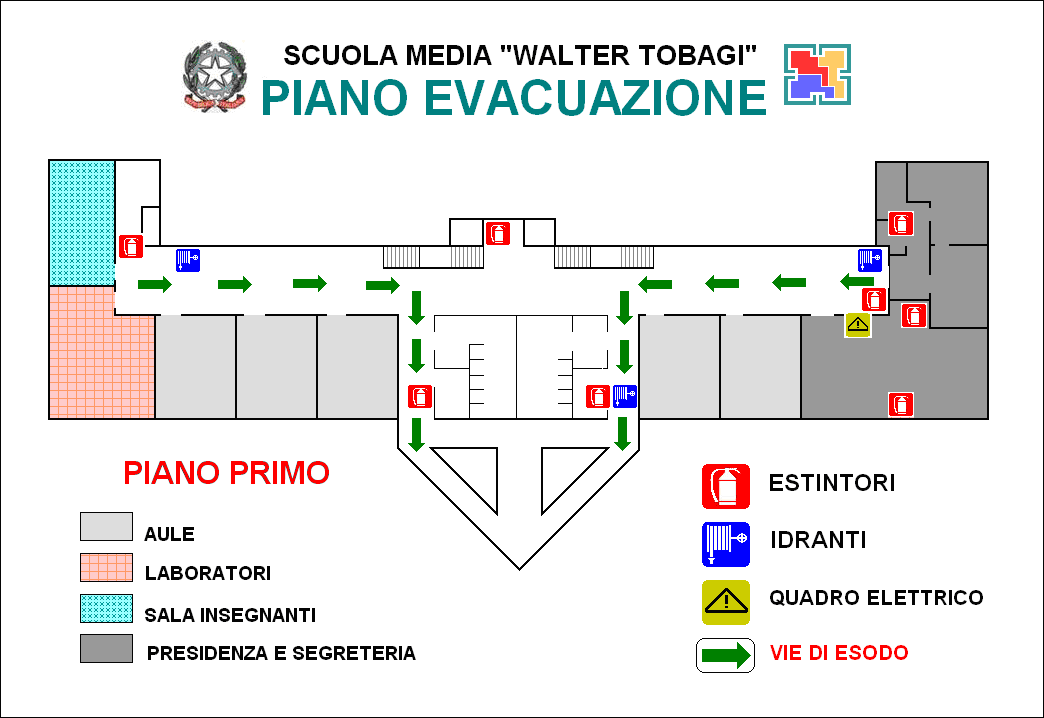 SCUOLA MEDIA "WALTER TOBAGI"
PIANO EVACUAZIONE
PIANO PRIMO
AULE
LABORATORI
SALA INSEGNANTI
PRESIDENZA E SEGRETERIA
ESTINTORI
IDRANTI
QUADRO ELETTRICO
VIE DI ESODO